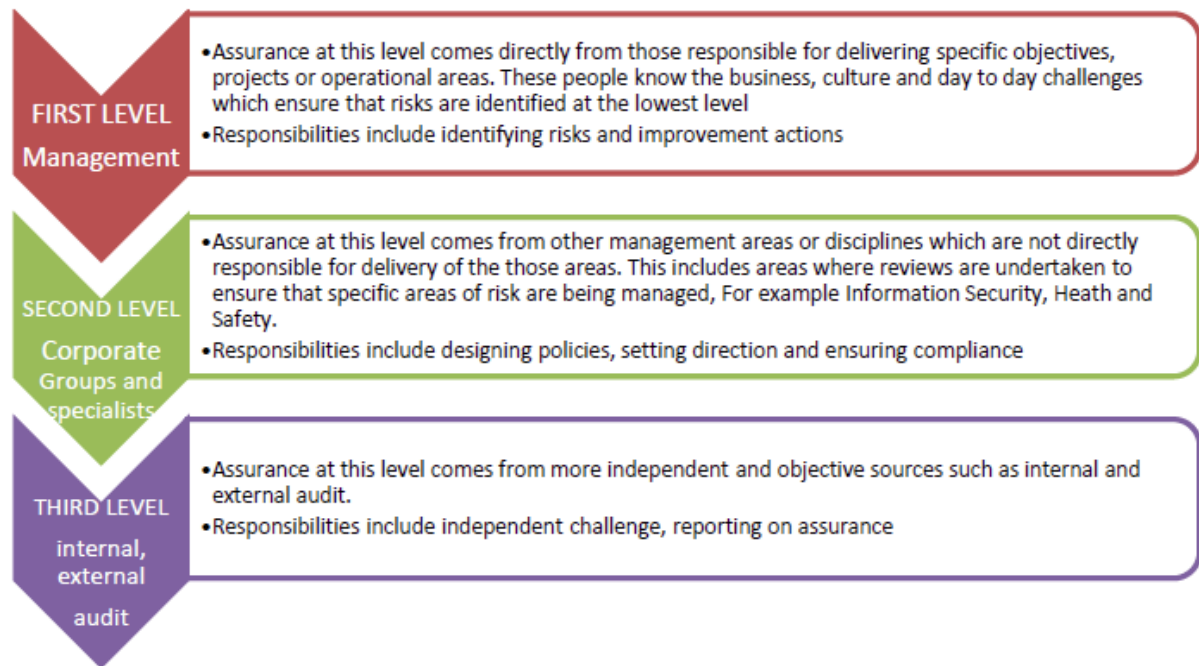 FIRST LEVEL
Management
•Assurance at this level comes directly from those responsible for delivering specific objectives,
projects or operational areas. These people know the business, culture and day to day challenges
which ensure that risks are identified at the lowest level
•Responsibilities include identifying risks and improvement actions
SECOND LEVEL
Corporate
Groups and
specialists
•Assurance at this level comes from other management areas or disciplines which are not directly
responsible for delivery of the those areas. This includes areas where reviews are undertaken to
ensure that specific areas of risk are being managed, For example Information Security, Heath and
Safety.
•Responsibilities include designing policies, setting direction and ensuring compliance
THIRD LEVEL
internal,
external
audit
•Assurance at this level comes from more independent and objective sources such as internal and
external audit.
•Responsibilities include independent challenge, reporting on assurance